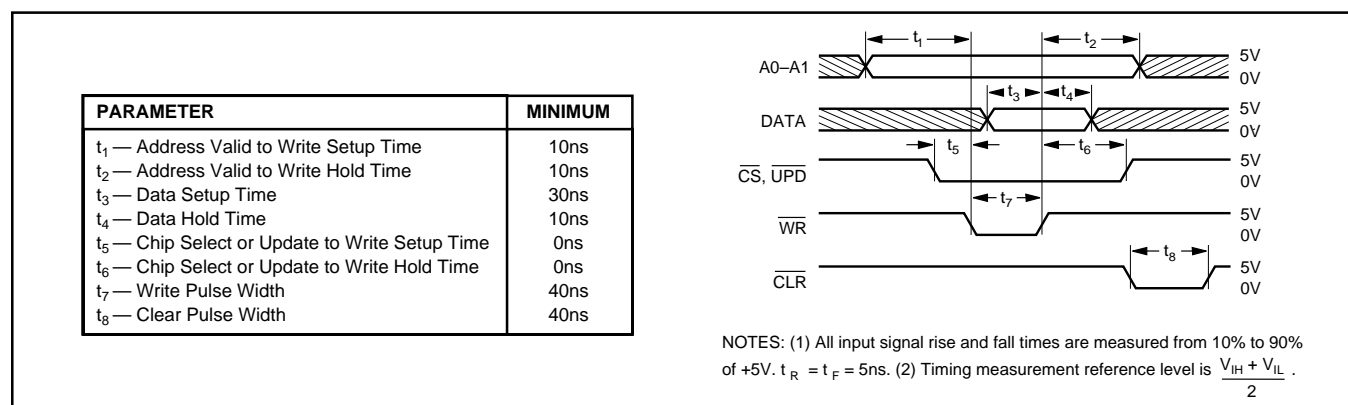 PARAMETER MINIMUM
t1 — Address Valid to Write Setup Time 10ns
t2 — Address Valid to Write Hold Time 10ns
t3 — Data Setup Time 30ns
t4 — Data Hold Time 10ns
t5 — Chip Select or Update to Write Setup Time 0ns
t6 — Chip Select or Update to Write Hold Time 0ns
t7 — Write Pulse Width 40ns
t8 — Clear Pulse Width 40ns
t1 t2
A0–A1 5V
0V
t3 t4
DATA 5V
0V
t5 t6
CS, UPD 5V
0V
t7
WR 5V
0V
t8
CLR 5V
0V
NOTES: (1) All input signal rise and fall times are measured from 10% to 90%
of +5V. t R = t F = 5ns. (2) Timing measurement reference level is VIH + VIL .
2